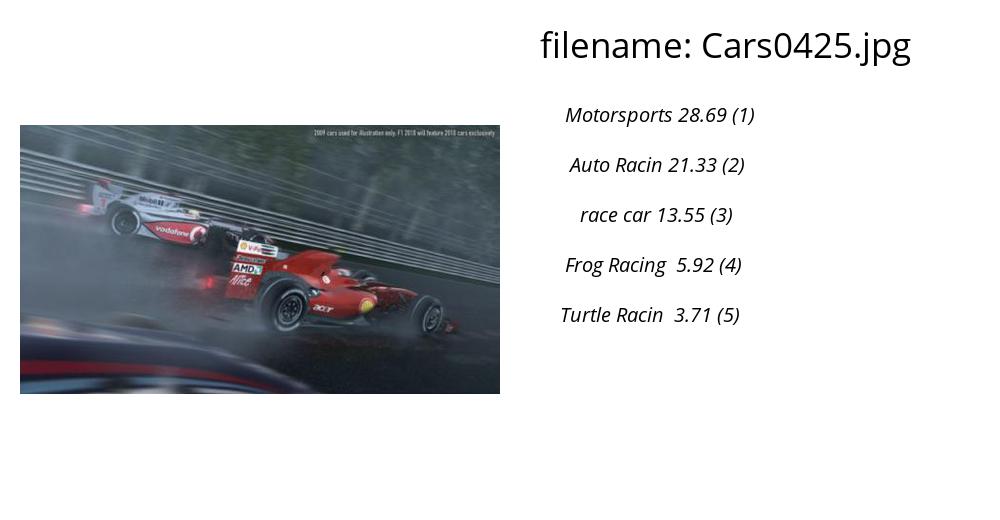 filename: Cars0425.jpg
Motorsports 28.69 (1)
Auto Racin 21.33 (2)
race car 13.55 (3)
Frog Racing 5.92 (4)
Turtle Racin 3.71 (5)
2009 cars used for illustration only. F1 2010 will feature 2010 cars exclusively
Mobil 1
vodafone
AMD
acer